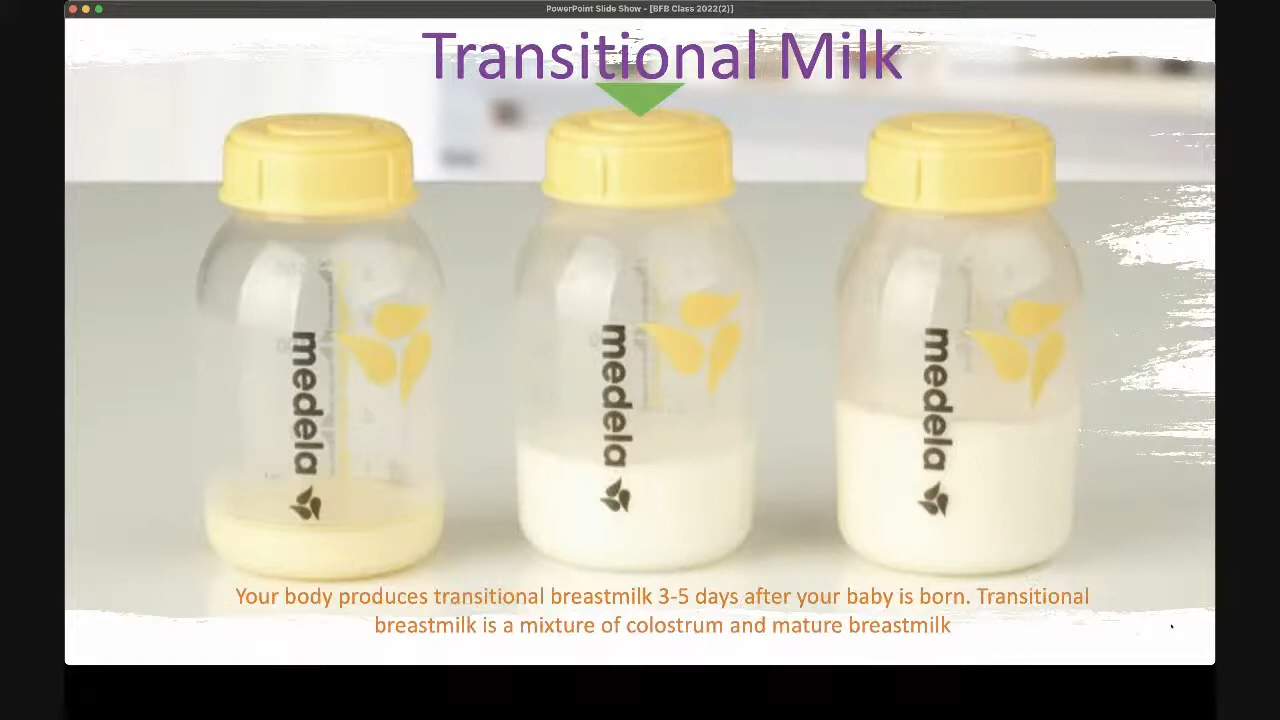 PowerPoint Slide Show - [BFB Class 2022(2)]
Transitional Milk
medela
medela
medela
Your body produces transitional breastmilk 3-5 days after your baby is born. Transitional
breastmilk is a mixture of colostrum and mature breastmilk